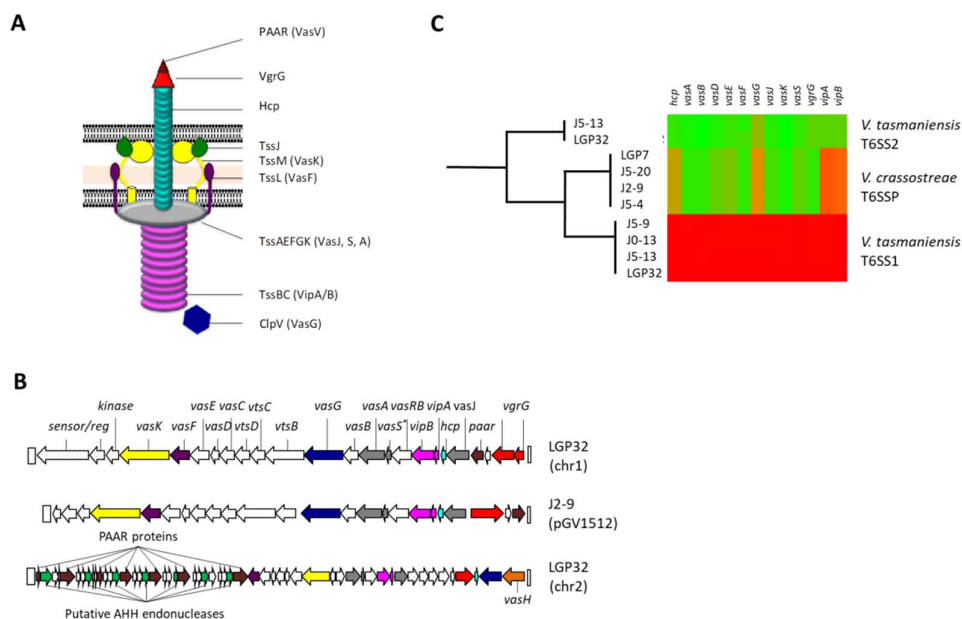 A
PAAR (VasV)
VgrG
Hcp
TssJ
TssM (VasK)
TssL (VasF)
TssAEFGK (VasJ, S, A)
TssBC (VipA/B)
ClpV (VasG)
C
hcp vasA vasB vasD vasE vasF vasG vasJ vasK vasS vgrG vipA vipB
J5-13
LGP32
LGP7
J5-20
J2-9
J5-4
J5-9
J0-13
J5-13
LGP32
V. tasmaniensis
T6SS2
V. crassostreae
T6SSP
V. tasmaniensis
T6SS1
B
kinase vasE vasC vtsC vasG vasA vasRB vipA vasJ vgrG
sensor/reg vasK vasF vasD vtsD vtsB vasB vasS* vipB hcp paar
LGP32
(chr1)
J2-9
(pGV1512)
PAAR proteins
LGP32
(chr2)
vasH
Putative AHH endonucleases